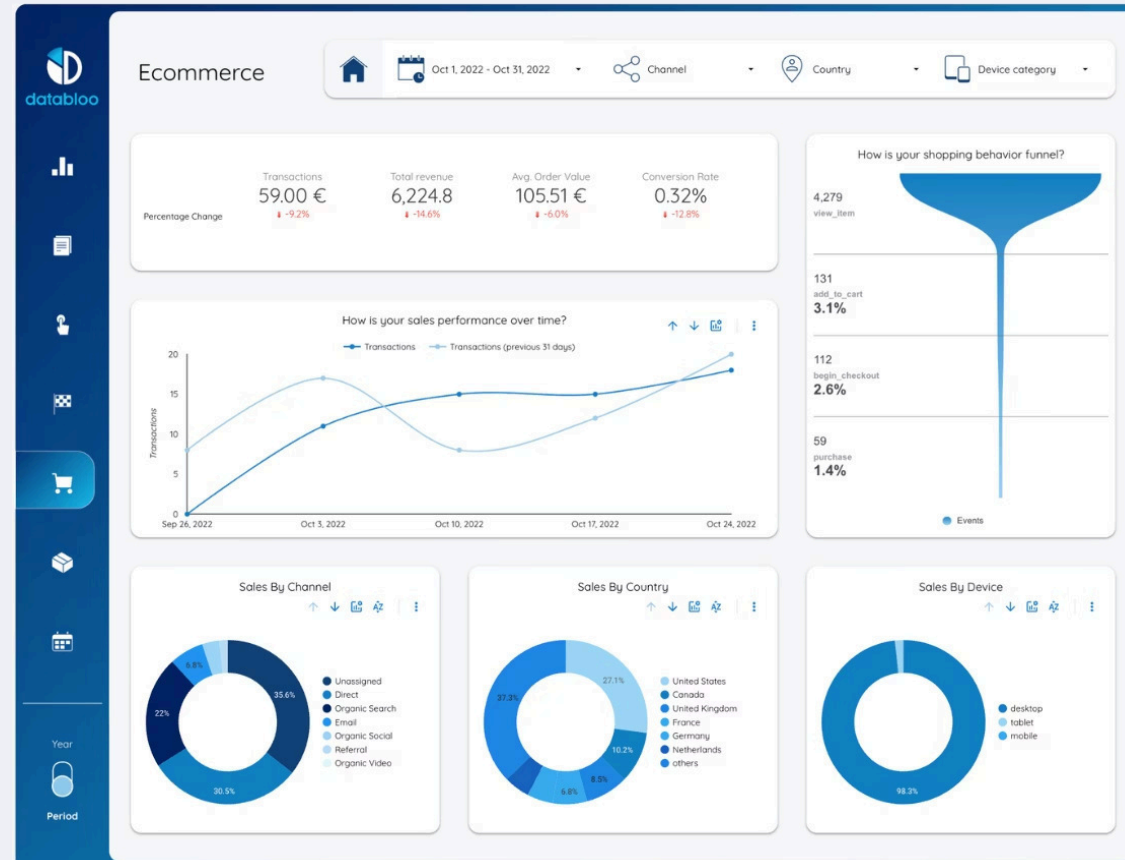 databloo
Ecommerce
Oct 1, 2022 - Oct 31, 2022
Channel
Country
Device category
Transactions
59.00 €
-9.2%
Total revenue
6,224.8
-14.6%
Avg. Order Value
105.51 €
-6.0%
Conversion Rate
0.32%
-12.8%
Percentage Change
How is your shopping behavior funnel?
4,279
view_item
131
add_to_cart
3.1%
112
begin_checkout
2.6%
59
purchase
1.4%
Events
How is your sales performance over time?
Transactions
Transactions (previous 31 days)
Transactions
20
15
10
5
0
Sep 26, 2022
Oct 3, 2022
Oct 10, 2022
Oct 17, 2022
Oct 24, 2022
Sales By Channel
AZ
6.8%
35.6%
22%
30.5%
Unassigned
Direct
Organic Search
Email
Organic Social
Referral
Organic Video
Sales By Country
AZ
37.3%
27.1%
10.2%
8.5%
6.8%
United States
Canada
United Kingdom
France
Germany
Netherlands
others
Sales By Device
AZ
98.3%
desktop
tablet
mobile
Year
Period